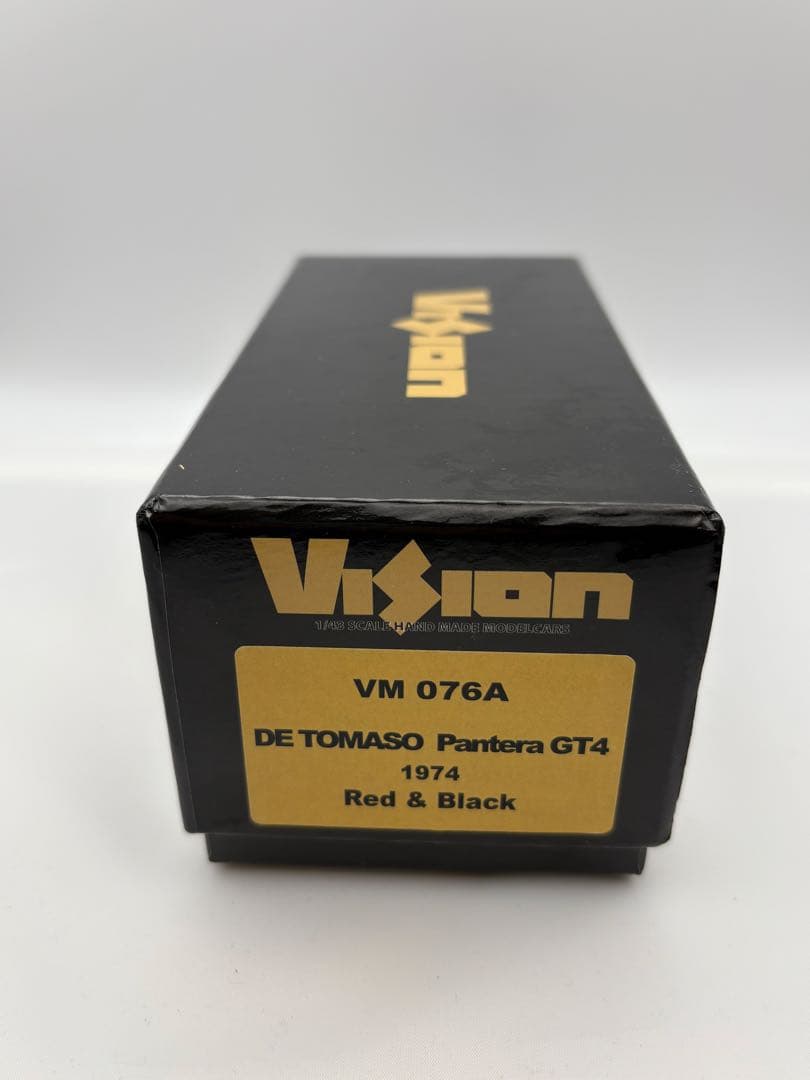 Vision
Vision
1/43 SCALE HAND MADE MODELCARS
VM 076A
DE TOMASO Pantera GT4
1974
Red & Black